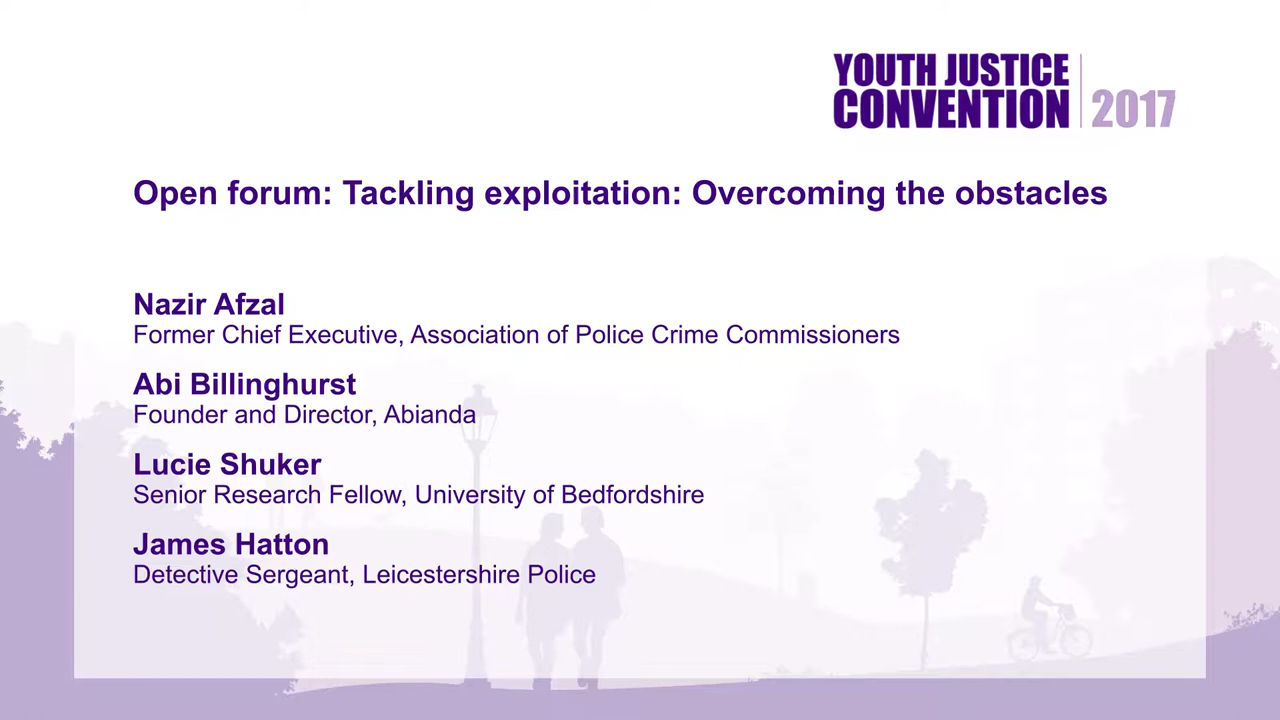 YOUTH JUSTICE
CONVENTION 2017
Open forum: Tackling exploitation: Overcoming the obstacles
Nazir Afzal
Former Chief Executive, Association of Police Crime Commissioners
Abi Billinghurst
Founder and Director, Abianda
Lucie Shuker
Senior Research Fellow, University of Bedfordshire
James Hatton
Detective Sergeant, Leicestershire Police